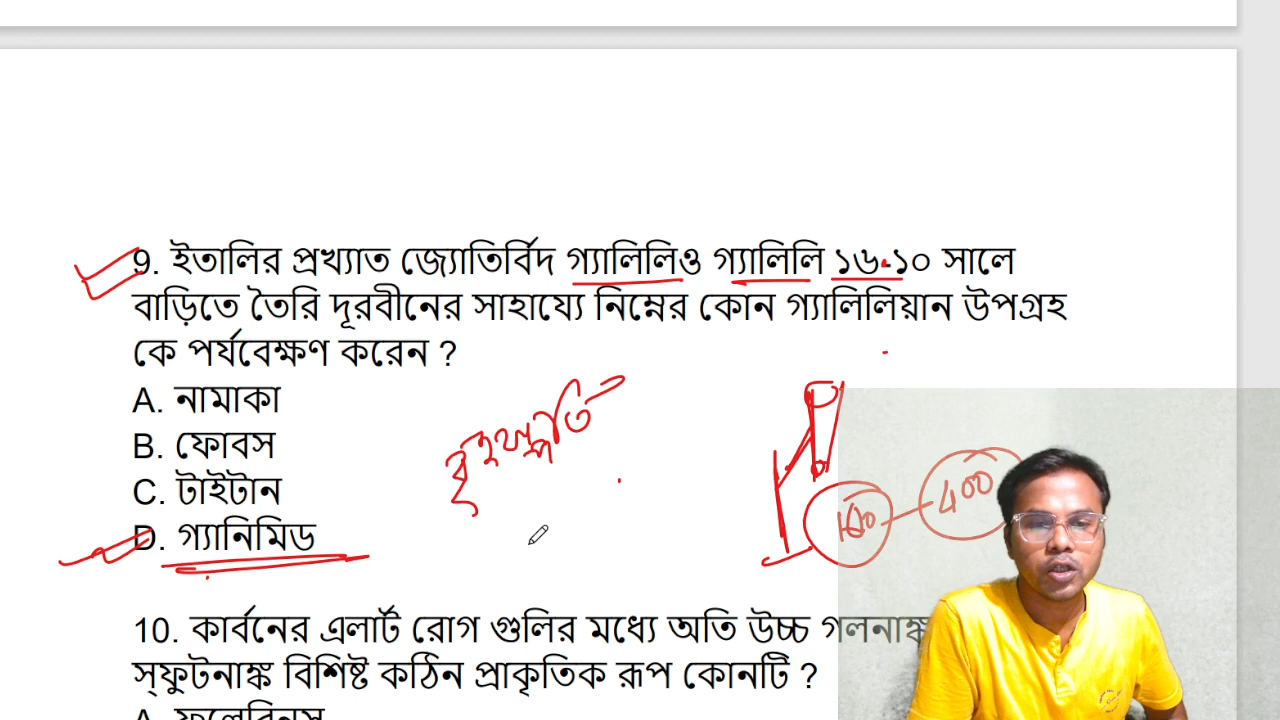 9. ইতালির প্রখ্যাত জ্যোতির্বিদ গ্যালিলিও গ্যালিলি ১৬১০ সালে
বাড়িতে তৈরি দূরবীনের সাহায্যে নিম্নের কোন গ্যালিলিয়ান উপগ্রহ
কে পর্যবেক্ষণ করেন ?
A. নামাকা
B. ফোবস
C. টাইটান
D. গ্যানিমিড
বৃহস্পতি
400
10. কার্বনের এলার্ট রোগ গুলির মধ্যে অতি উচ্চ গলনাঙ্ক
স্ফুটনাঙ্ক বিশিষ্ট কঠিন প্রাকৃতিক রূপ কোনটি ?
A. ফুলেরিনস